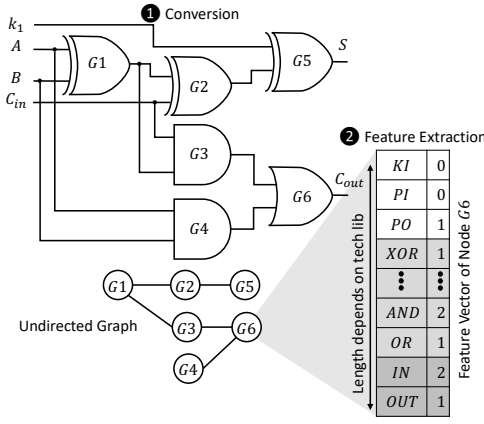 k1
❶ Conversion
S
A
G1
G5
B
G2
Cin
G3
❷ Feature Extraction
Cout
KI 0
PI 0
G6
PO 1
G4
XOR 1
⋮ ⋮
AND 2
OR 1
IN 2
OUT 1
Length depends on tech lib
Feature Vector of Node G6
G1 G2 G5
Undirected Graph
G3 G6
G4